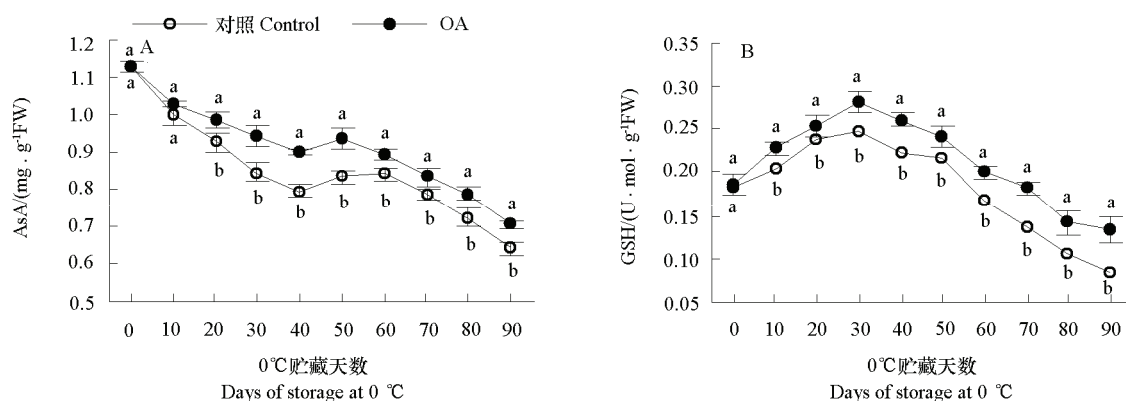 对照 Control OA
A
1.2
1.1
1.0
0.9
0.8
0.7
0.6
0.5
AsA/(mg · g⁻¹FW)
a a a a a a a a a a
a a b b b b b b b b
0 10 20 30 40 50 60 70 80 90
0℃贮藏天数
Days of storage at 0 ℃
B
0.35
0.30
0.25
0.20
0.15
0.10
0.05
GSH/(U · mol · g⁻¹FW)
a a a a a a a a a a
a b b b b b b b b b
0 10 20 30 40 50 60 70 80 90
0℃贮藏天数
Days of storage at 0 ℃